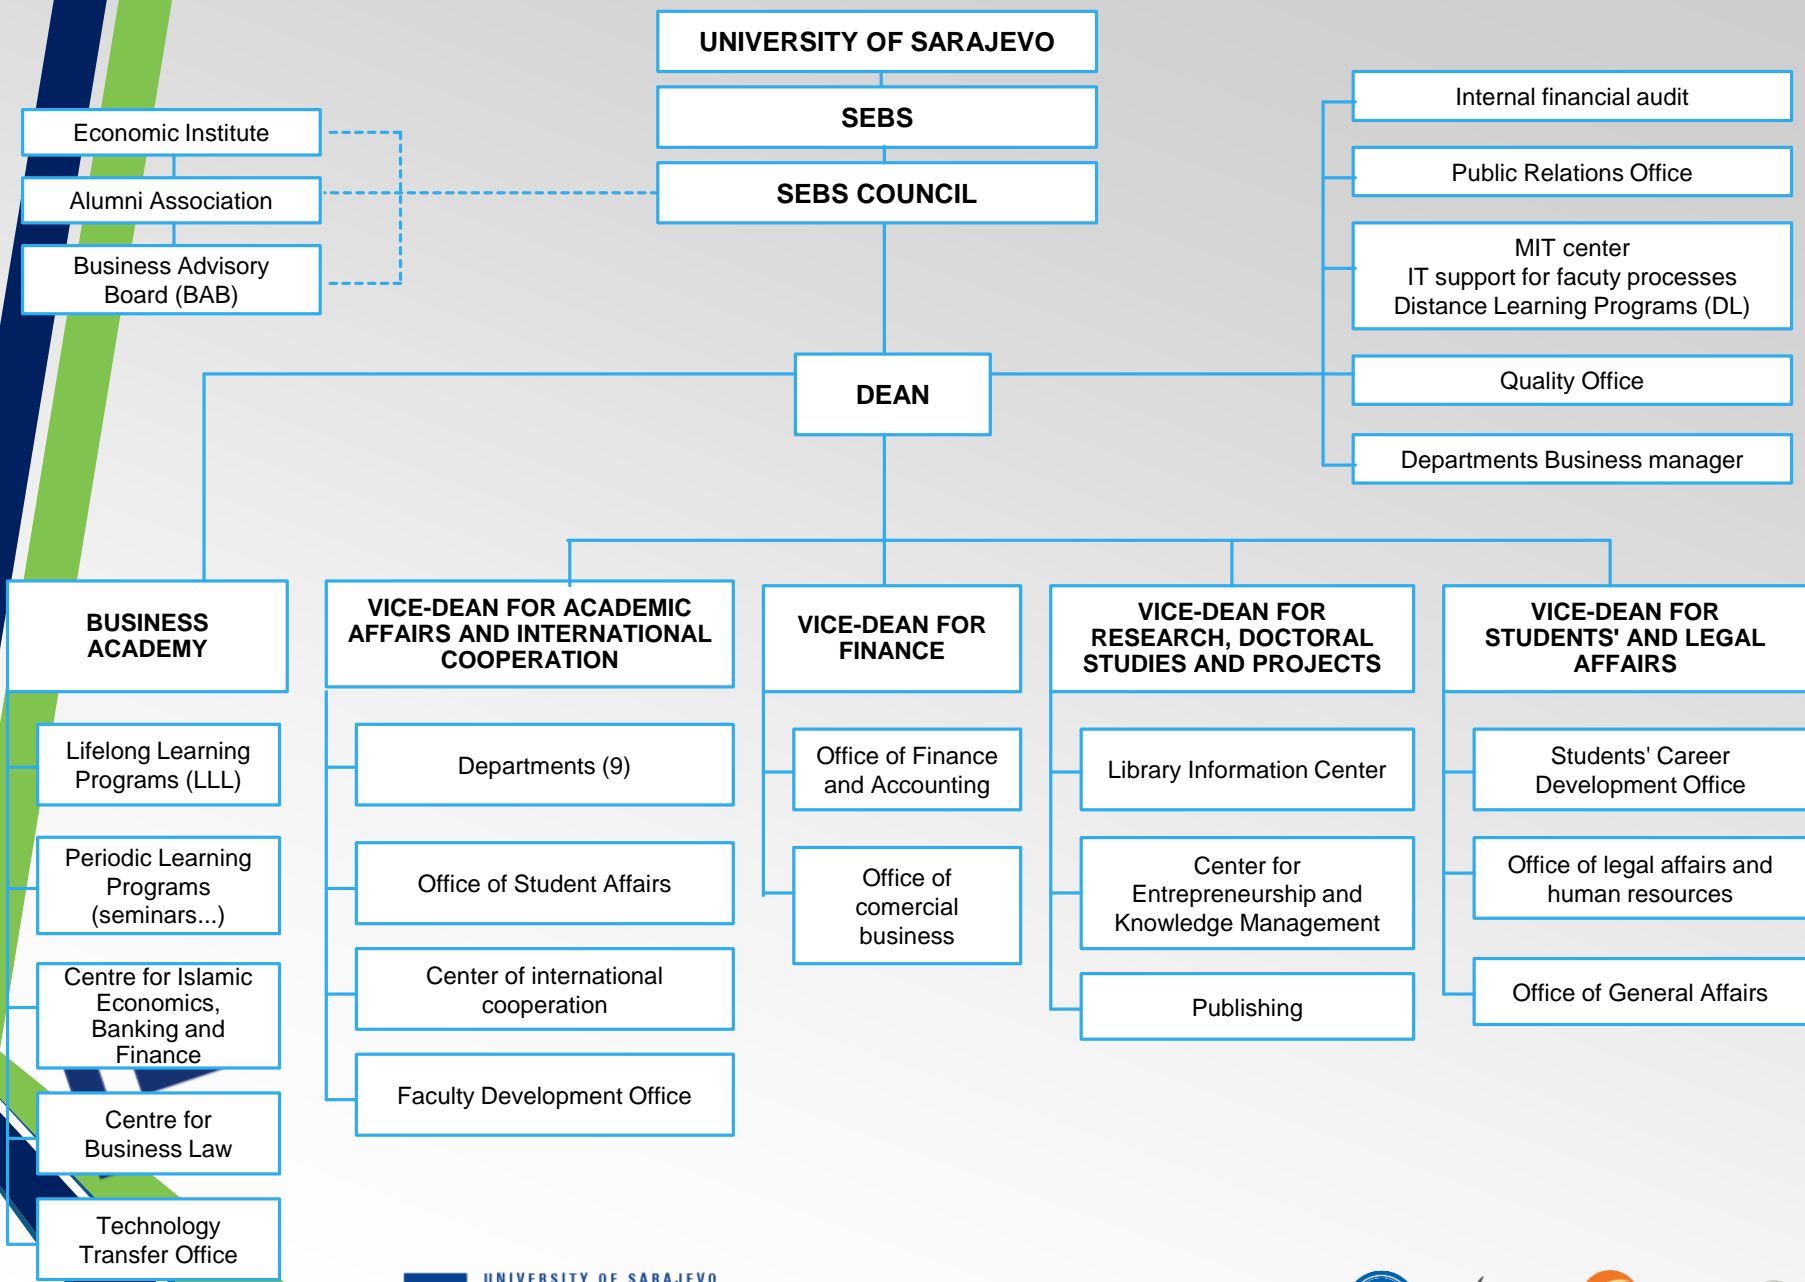 UNIVERSITY OF SARAJEVO
SEBS
SEBS COUNCIL
Economic Institute
Alumni Association
Business Advisory
Board (BAB)
Internal financial audit
Public Relations Office
MIT center
IT support for facuty processes
Distance Learning Programs (DL)
Quality Office
Departments Business manager
DEAN
BUSINESS
ACADEMY
Lifelong Learning
Programs (LLL)
Periodic Learning
Programs
(seminars...)
Centre for Islamic
Economics,
Banking and
Finance
Centre for
Business Law
Technology
Transfer Office
VICE-DEAN FOR ACADEMIC
AFFAIRS AND INTERNATIONAL
COOPERATION
Departments (9)
Office of Student Affairs
Center of international
cooperation
Faculty Development Office
VICE-DEAN FOR
FINANCE
Office of Finance
and Accounting
Office of
comercial
business
VICE-DEAN FOR
RESEARCH, DOCTORAL
STUDIES AND PROJECTS
Library Information Center
Center for
Entrepreneurship and
Knowledge Management
Publishing
VICE-DEAN FOR
STUDENTS' AND LEGAL
AFFAIRS
Students' Career
Development Office
Office of legal affairs and
human resources
Office of General Affairs
UNIVERSITY OF SARAJEVO